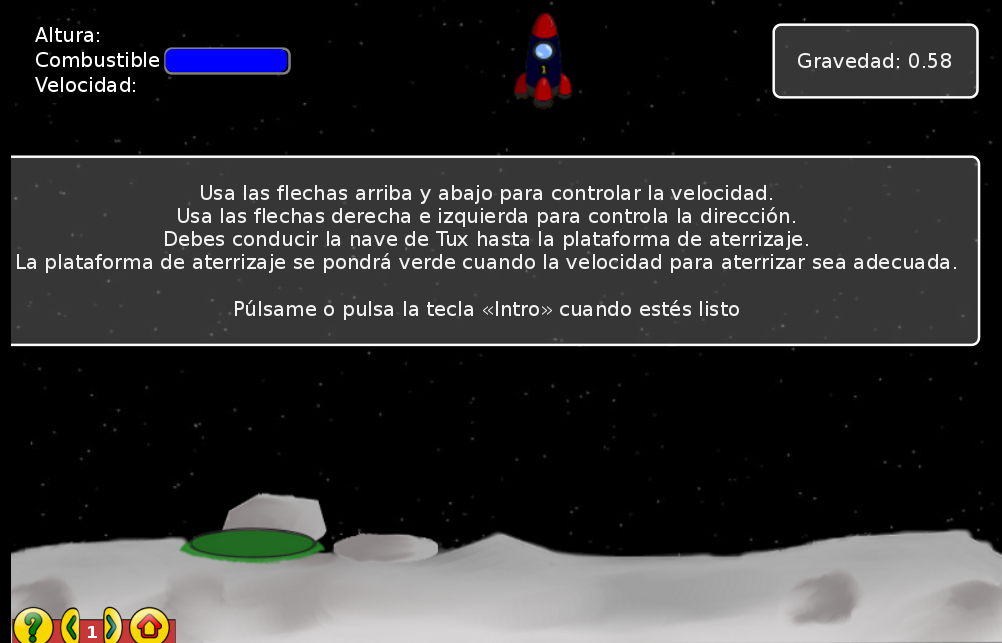 Altura:
Combustible
Velocidad:
1
Gravedad: 0.58
Usa las flechas arriba y abajo para controlar la velocidad.
Usa las flechas derecha e izquierda para controla la dirección.
Debes conducir la nave de Tux hasta la plataforma de aterrizaje.
La plataforma de aterrizaje se pondrá verde cuando la velocidad para aterrizar sea adecuada.
Púlsame o pulsa la tecla «Intro» cuando estés listo
? 1